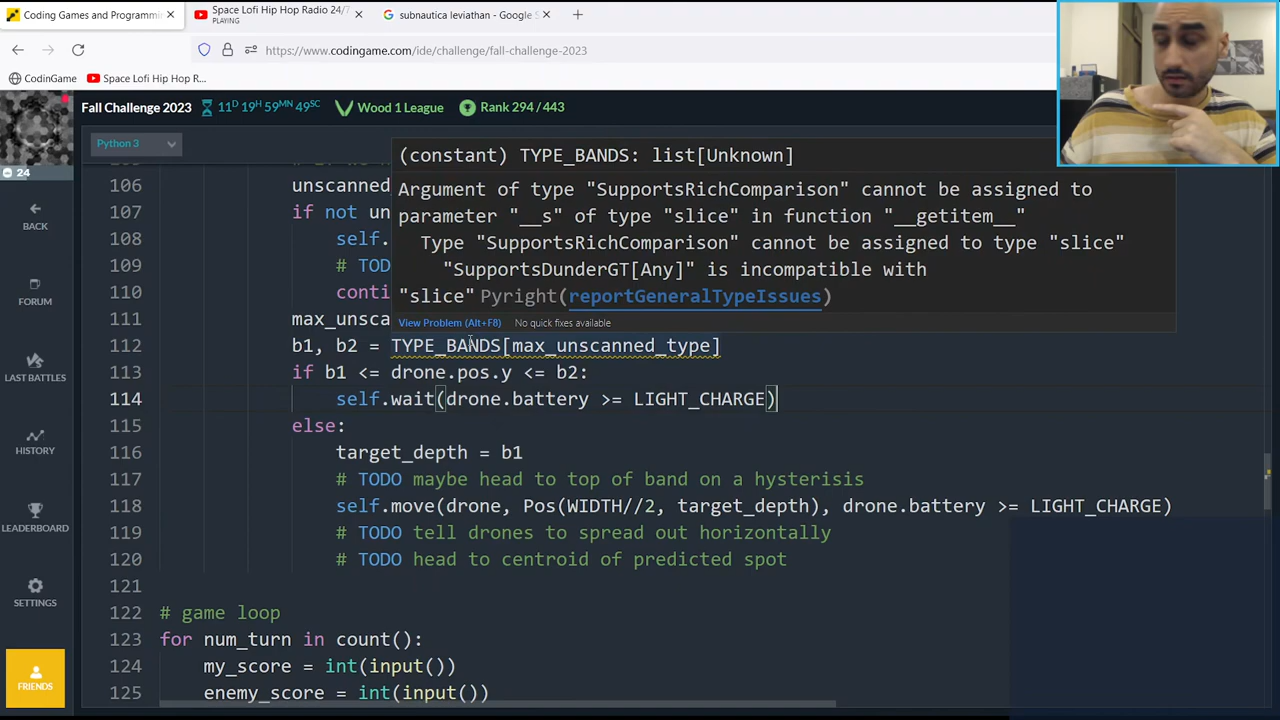 Coding Games and Programmi
Space Lofi Hip Hop Radio 24/7
PLAYING
subnautica leviathan - Google S
https://www.codingame.com/ide/challenge/fall-challenge-2023
CodinGame
Space Lofi Hip Hop R...
Fall Challenge 2023
11D 19H 59MN 49SC
Wood 1 League
Rank 294 / 443
24
Python 3
BACK
FORUM
LAST BATTLES
HISTORY
LEADERBOARD
SETTINGS
FRIENDS
(constant) TYPE_BANDS: list[Unknown]
Argument of type "SupportsRichComparison" cannot be assigned to
parameter "__s" of type "slice" in function "__getitem__"
Type "SupportsRichComparison" cannot be assigned to type "slice"
"SupportsDunderGT[Any]" is incompatible with
"slice" Pyright(reportGeneralTypeIssues)
View Problem (Alt+F8) No quick fixes available
106 unscanned
107 if not un
108 self.
109 # TOD
110 conti
111 max_unsca
112 b1, b2 = TYPE_BANDS[max_unscanned_type]
113 if b1 <= drone.pos.y <= b2:
114 self.wait(drone.battery >= LIGHT_CHARGE)
115 else:
116 target_depth = b1
117 # TODO maybe head to top of band on a hysterisis
118 self.move(drone, Pos(WIDTH//2, target_depth), drone.battery >= LIGHT_CHARGE)
119 # TODO tell drones to spread out horizontally
120 # TODO head to centroid of predicted spot
121
122 # game loop
123 for num_turn in count():
124 my_score = int(input())
125 enemy_score = int(input())